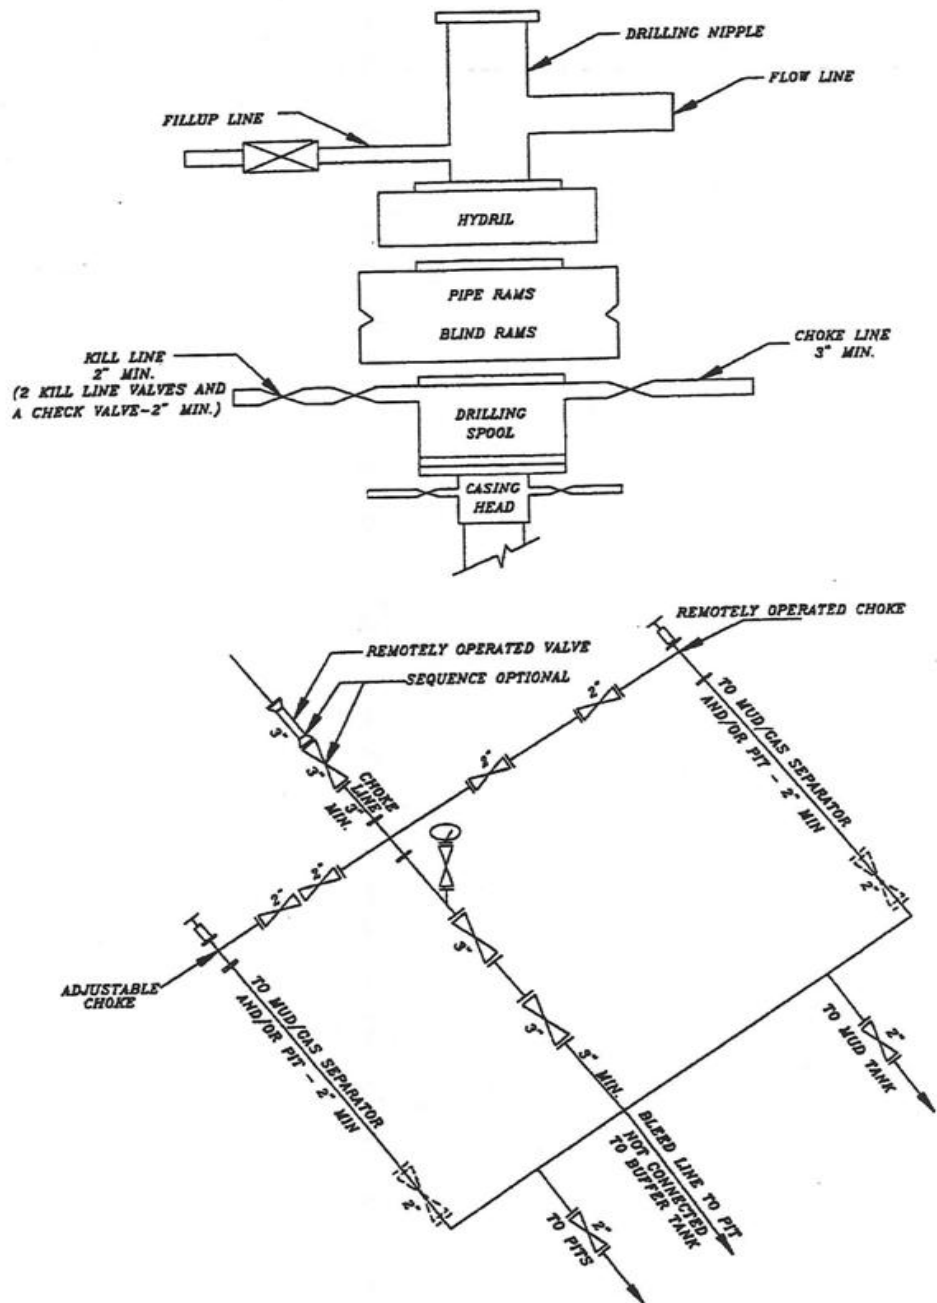 DRILLING NIPPLE
FLOW LINE
FILLUP LINE
HYDRIL
PIPE RAMS
BLIND RAMS
KILL LINE
2" MIN.
(2 KILL LINE VALVES AND
A CHECK VALVE-2" MIN.)
CHOKE LINE
3" MIN.
DRILLING
SPOOL
CASING
HEAD
REMOTELY OPERATED CHOKE
REMOTELY OPERATED VALVE
SEQUENCE OPTIONAL
3"
3"
CHOKE
LINE
3"
MIN.
2"
2"
TO MUD/GAS SEPARATOR
AND/OR PIT - 2" MIN
2"
2"
2"
ADJUSTABLE
CHOKE
TO MUD/GAS SEPARATOR
AND/OR PIT - 2" MIN
2"
3"
3"
3" MIN.
BLEED LINE TO PIT
NOT CONNECTED
TO BUFFER TANK
2"
TO MUD TANK
2"
TO PITS